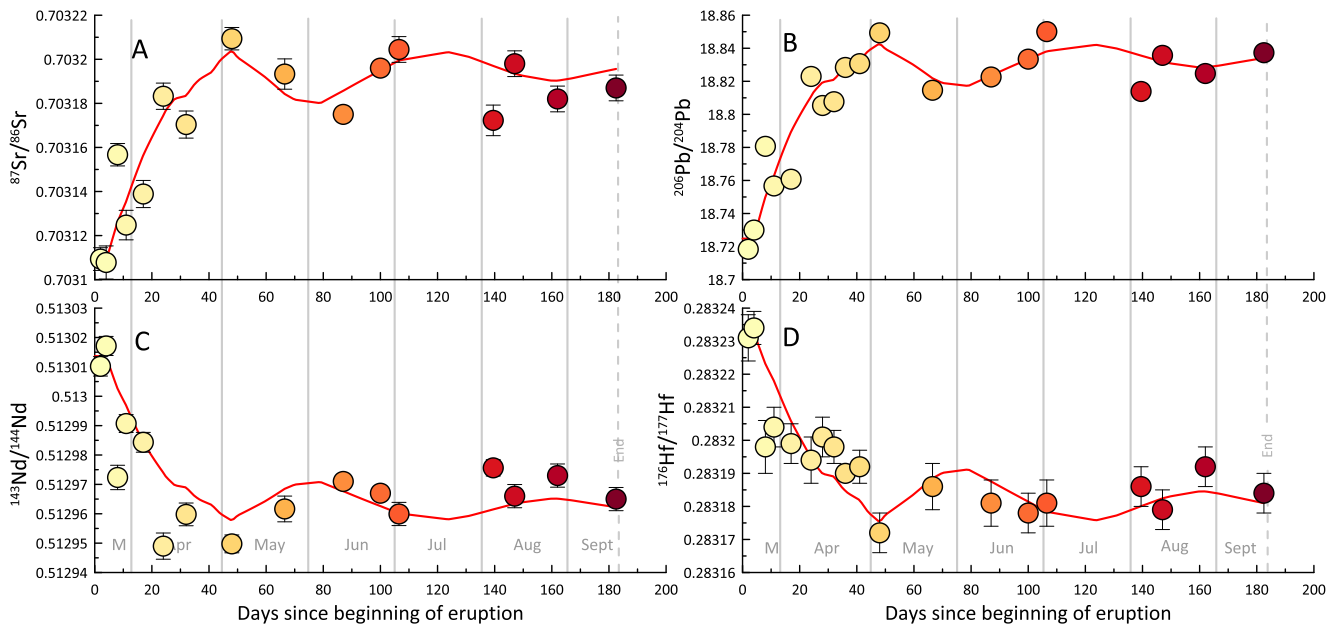 A
⁸⁷Sr/⁸⁶Sr
0.70322
0.7032
0.70318
0.70316
0.70314
0.70312
0.7031
0 20 40 60 80 100 120 140 160 180 200
B
²⁰⁶Pb/²⁰⁴Pb
18.86
18.84
18.82
18.8
18.78
18.76
18.74
18.72
18.7
0 20 40 60 80 100 120 140 160 180 200
C
¹⁴³Nd/¹⁴⁴Nd
0.51303
0.51302
0.51301
0.513
0.51299
0.51298
0.51297
0.51296
0.51295
0.51294
End
M Apr May Jun Jul Aug Sept
0 20 40 60 80 100 120 140 160 180 200
Days since beginning of eruption
D
¹⁷⁶Hf/¹⁷⁷Hf
0.28324
0.28323
0.28322
0.28321
0.2832
0.28319
0.28318
0.28317
0.28316
End
M Apr May Jun Jul Aug Sept
0 20 40 60 80 100 120 140 160 180 200
Days since beginning of eruption